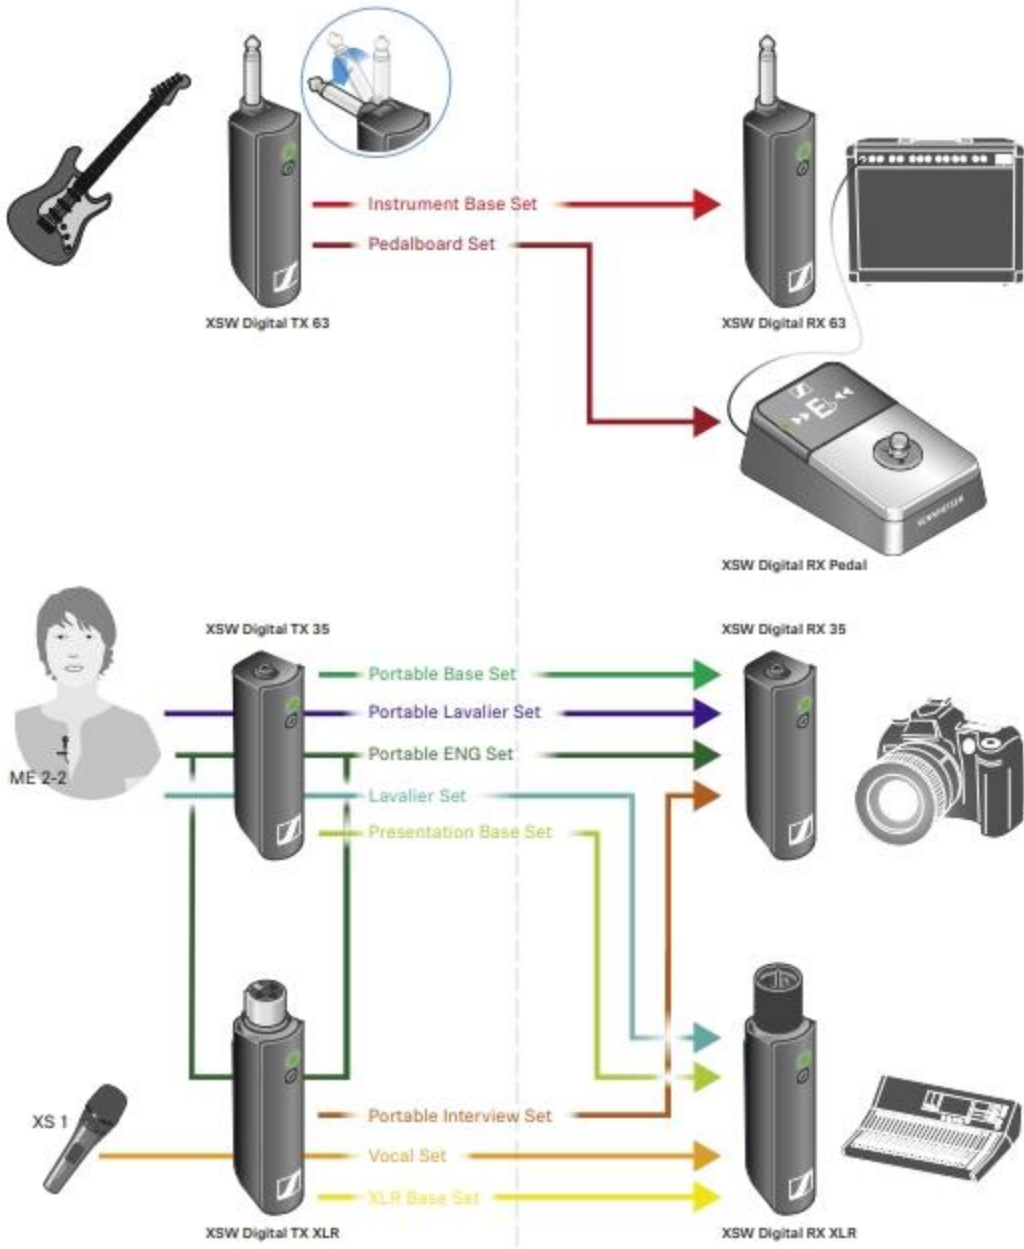 Instrument Base Set
Pedalboard Set
XSW Digital TX 63
XSW Digital RX 63
E
SENNHEISER
XSW Digital RX Pedal
XSW Digital TX 35
XSW Digital RX 35
Portable Base Set
Portable Lavalier Set
Portable ENG Set
ME 2-2
Lavalier Set
Presentation Base Set
Portable Interview Set
XS 1
Vocal Set
XLR Base Set
XSW Digital TX XLR
XSW Digital RX XLR